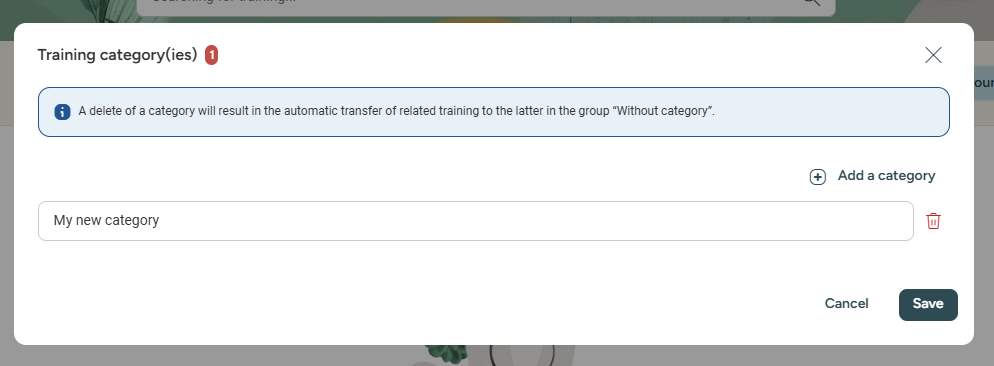 Searching for training...
Training category(ies) 1
our
A delete of a category will result in the automatic transfer of related training to the latter in the group “Without category”.
Add a category
My new category
Cancel
Save